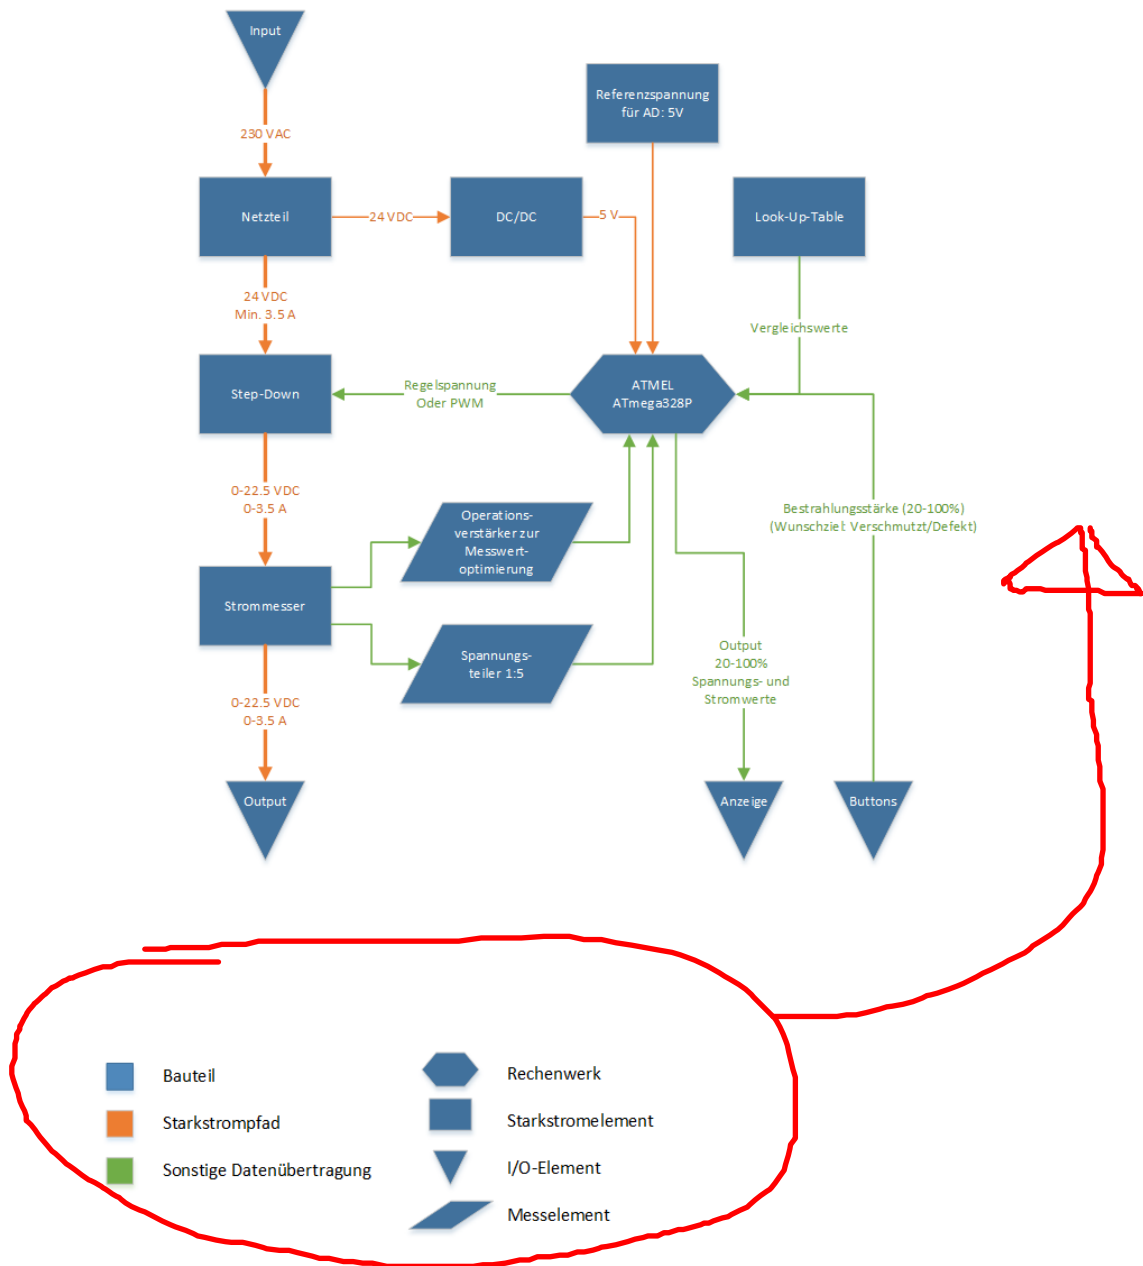 Input
230 VAC
Referenzspannung
für AD: 5V
Netzteil
24 VDC
DC/DC
5 V
Look-Up-Table
24 VDC
Min. 3.5 A
Vergleichswerte
Step-Down
Regelspannung
Oder PWM
ATMEL
ATmega328P
0-22.5 VDC
0-3.5 A
Operations-
verstärker zur
Messwert-
optimierung
Bestrahlungsstärke (20-100%)
(Wunschziel: Verschmutzt/Defekt)
Strommesser
Spannungs-
teiler 1:5
Output
20-100%
Spannungs- und
Stromwerte
0-22.5 VDC
0-3.5 A
Output
Anzeige
Buttons
Bauteil
Starkstrompfad
Sonstige Datenübertragung
Rechenwerk
Starkstromelement
I/O-Element
Messelement